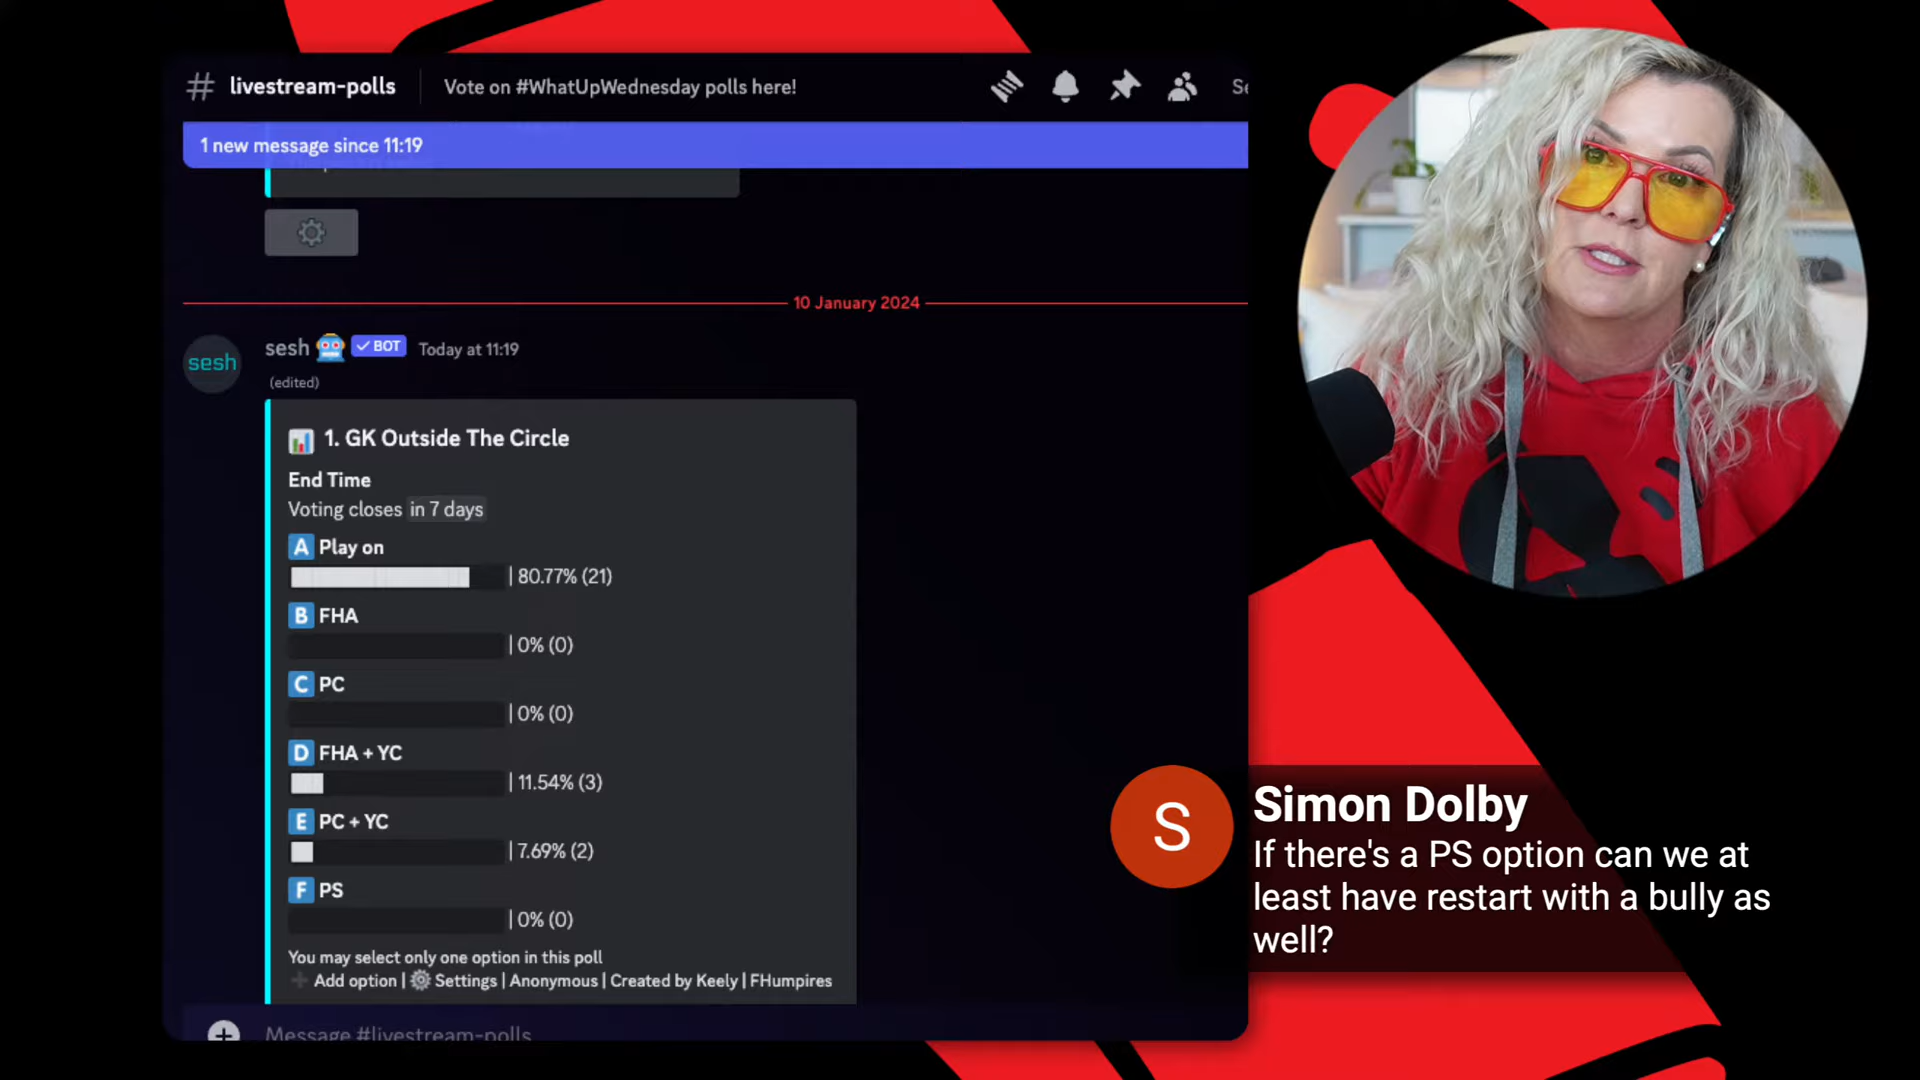 livestream-polls
Vote on #WhatUpWednesday polls here!
1 new message since 11:19
10 January 2024
sesh
sesh BOT Today at 11:19
(edited)
1. GK Outside The Circle
End Time
Voting closes in 7 days
A Play on
80.77% (21)
B FHA
0% (0)
C PC
0% (0)
D FHA + YC
11.54% (3)
E PC + YC
7.69% (2)
F PS
0% (0)
You may select only one option in this poll
Add option | Settings | Anonymous | Created by Keely | FHumpires
Message #livestream-polls
S
Simon Dolby
If there's a PS option can we at
least have restart with a bully as
well?